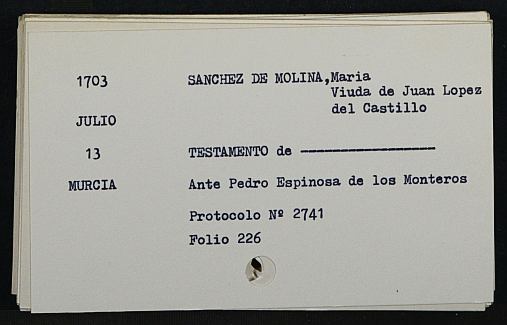 1703 SANCHEZ DE MOLINA,Maria
Viuda de Juan Lopez
del Castillo
JULIO
13 TESTAMENTO de ------------------
MURCIA Ante Pedro Espinosa de los Monteros
Protocolo Nº 2741
Folio 226